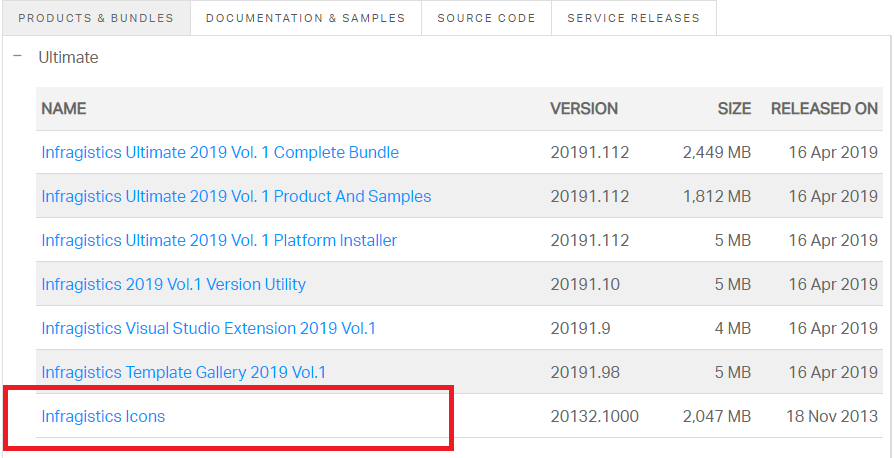 PRODUCTS & BUNDLES DOCUMENTATION & SAMPLES SOURCE CODE SERVICE RELEASES
− Ultimate
NAME VERSION SIZE RELEASED ON
Infragistics Ultimate 2019 Vol. 1 Complete Bundle 20191.112 2,449 MB 16 Apr 2019
Infragistics Ultimate 2019 Vol. 1 Product And Samples 20191.112 1,812 MB 16 Apr 2019
Infragistics Ultimate 2019 Vol. 1 Platform Installer 20191.112 5 MB 16 Apr 2019
Infragistics 2019 Vol.1 Version Utility 20191.10 5 MB 16 Apr 2019
Infragistics Visual Studio Extension 2019 Vol.1 20191.9 4 MB 16 Apr 2019
Infragistics Template Gallery 2019 Vol.1 20191.98 5 MB 16 Apr 2019
Infragistics Icons 20132.1000 2,047 MB 18 Nov 2013